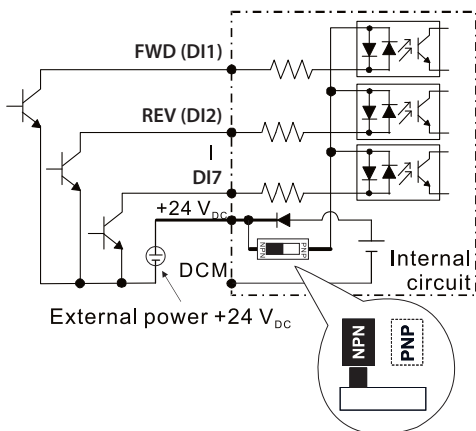 FWD (DI1)
REV (DI2)
I
DI7
+24 VDC
NPN PNP
DCM
Internal
circuit
External power +24 VDC
NPN PNP